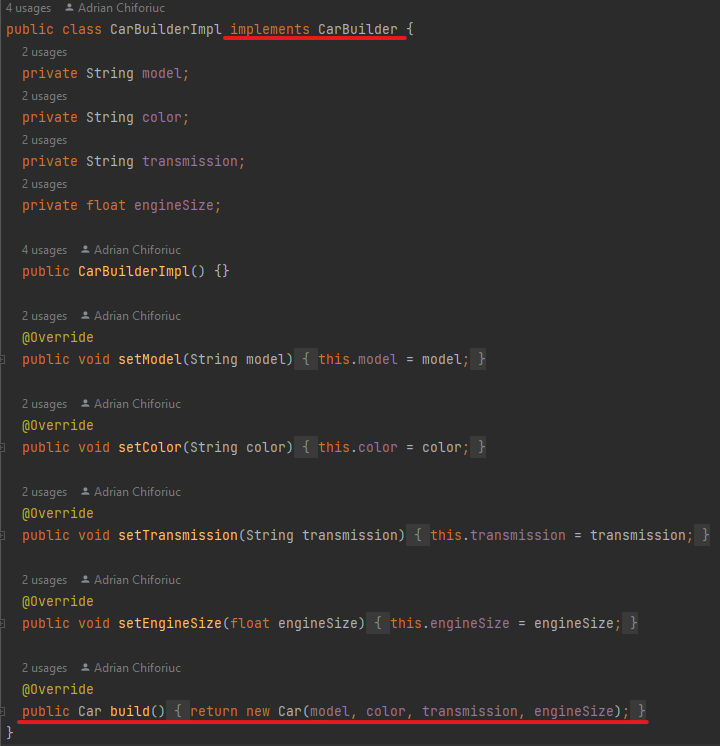 4 usages Adrian Chiforiuc
public class CarBuilderImpl implements CarBuilder {
2 usages
private String model;
2 usages
private String color;
2 usages
private String transmission;
2 usages
private float engineSize;
4 usages Adrian Chiforiuc
public CarBuilderImpl() {}
2 usages Adrian Chiforiuc
@Override
public void setModel(String model) { this.model = model; }
2 usages Adrian Chiforiuc
@Override
public void setColor(String color) { this.color = color; }
2 usages Adrian Chiforiuc
@Override
public void setTransmission(String transmission) { this.transmission = transmission; }
2 usages Adrian Chiforiuc
@Override
public void setEngineSize(float engineSize) { this.engineSize = engineSize; }
2 usages Adrian Chiforiuc
@Override
public Car build() { return new Car(model, color, transmission, engineSize); }
}